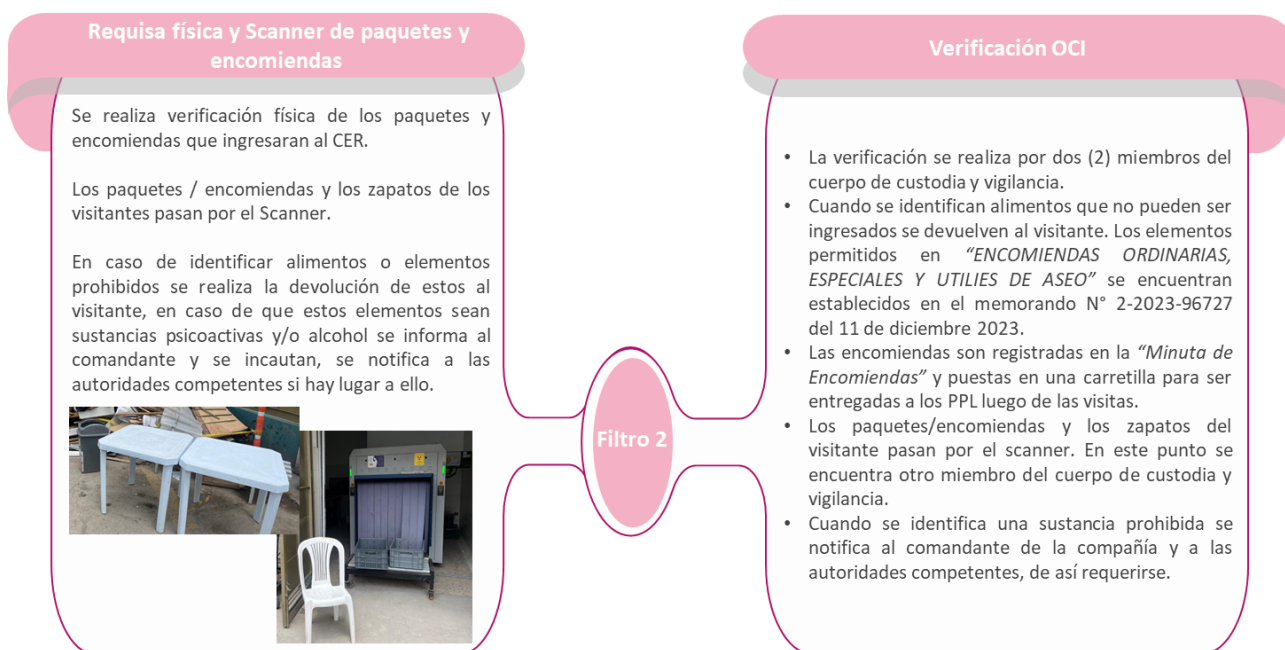 Requisa física y Scanner de paquetes y
encomiendas
Se realiza verificación física de los paquetes y
encomiendas que ingresaran al CER.
Los paquetes / encomiendas y los zapatos de los
visitantes pasan por el Scanner.
En caso de identificar alimentos o elementos
prohibidos se realiza la devolución de estos al
visitante, en caso de que estos elementos sean
sustancias psicoactivas y/o alcohol se informa al
comandante y se incautan, se notifica a las
autoridades competentes si hay lugar a ello.
Filtro 2
Verificación OCI
• La verificación se realiza por dos (2) miembros del
cuerpo de custodia y vigilancia.
• Cuando se identifican alimentos que no pueden ser
ingresados se devuelven al visitante. Los elementos
permitidos en “ENCOMIENDAS ORDINARIAS,
ESPECIALES Y UTILIES DE ASEO” se encuentran
establecidos en el memorando N° 2-2023-96727
del 11 de diciembre 2023.
• Las encomiendas son registradas en la “Minuta de
Encomiendas” y puestas en una carretilla para ser
entregadas a los PPL luego de las visitas.
• Los paquetes/encomiendas y los zapatos del
visitante pasan por el scanner. En este punto se
encuentra otro miembro del cuerpo de custodia y
vigilancia.
• Cuando se identifica una sustancia prohibida se
notifica al comandante de la compañía y a las
autoridades competentes, de así requerirse.